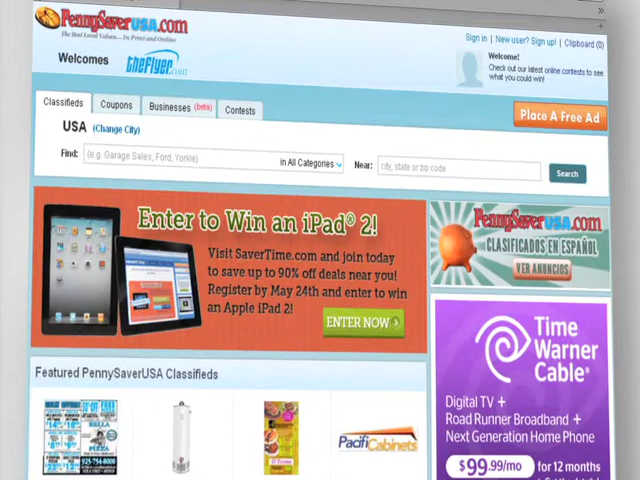 PennySaverUSA.com
The Best Local Values... In Print and Online
Welcomes theflyer.com
Sign in | New user? Sign up! | Clipboard (0)
Welcome!
Check out our latest online contests to see
what you could win!
Classifieds
Coupons
Businesses (beta)
Contests
Place A Free Ad
USA (Change City)
Find: (e.g. Garage Sales, Ford, Yorkie) in All Categories
Near: city, state or zip code
Search
Enter to Win an iPad® 2!
Visit SaverTime.com and join today
to save up to 90% off deals near you!
Register by May 24th and enter to win
an Apple iPad 2!
ENTER NOW
PennySaverUSA.com
CLASIFICADOS EN ESPAÑOL
VER ANUNCIOS
Time
Warner
Cable®
Digital TV +
Road Runner Broadband +
Next Generation Home Phone
$99.99/mo for 12 months
Featured PennySaverUSA Classifieds
BELLA
PIZZA
925-754-8000
PacifiCabinets